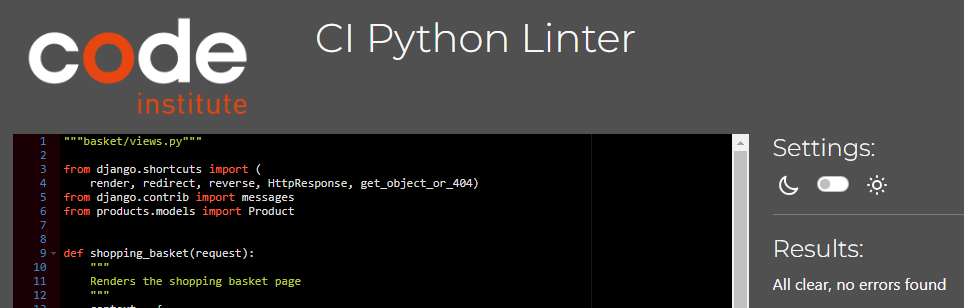 code
institute
CI Python Linter
1 """basket/views.py"""
2
3 from django.shortcuts import (
4     render, redirect, reverse, HttpResponse, get_object_or_404)
5 from django.contrib import messages
6 from products.models import Product
7
8
9 def shopping_basket(request):
10     """
11     Renders the shopping basket page
12     """
Settings:
Results:
All clear, no errors found